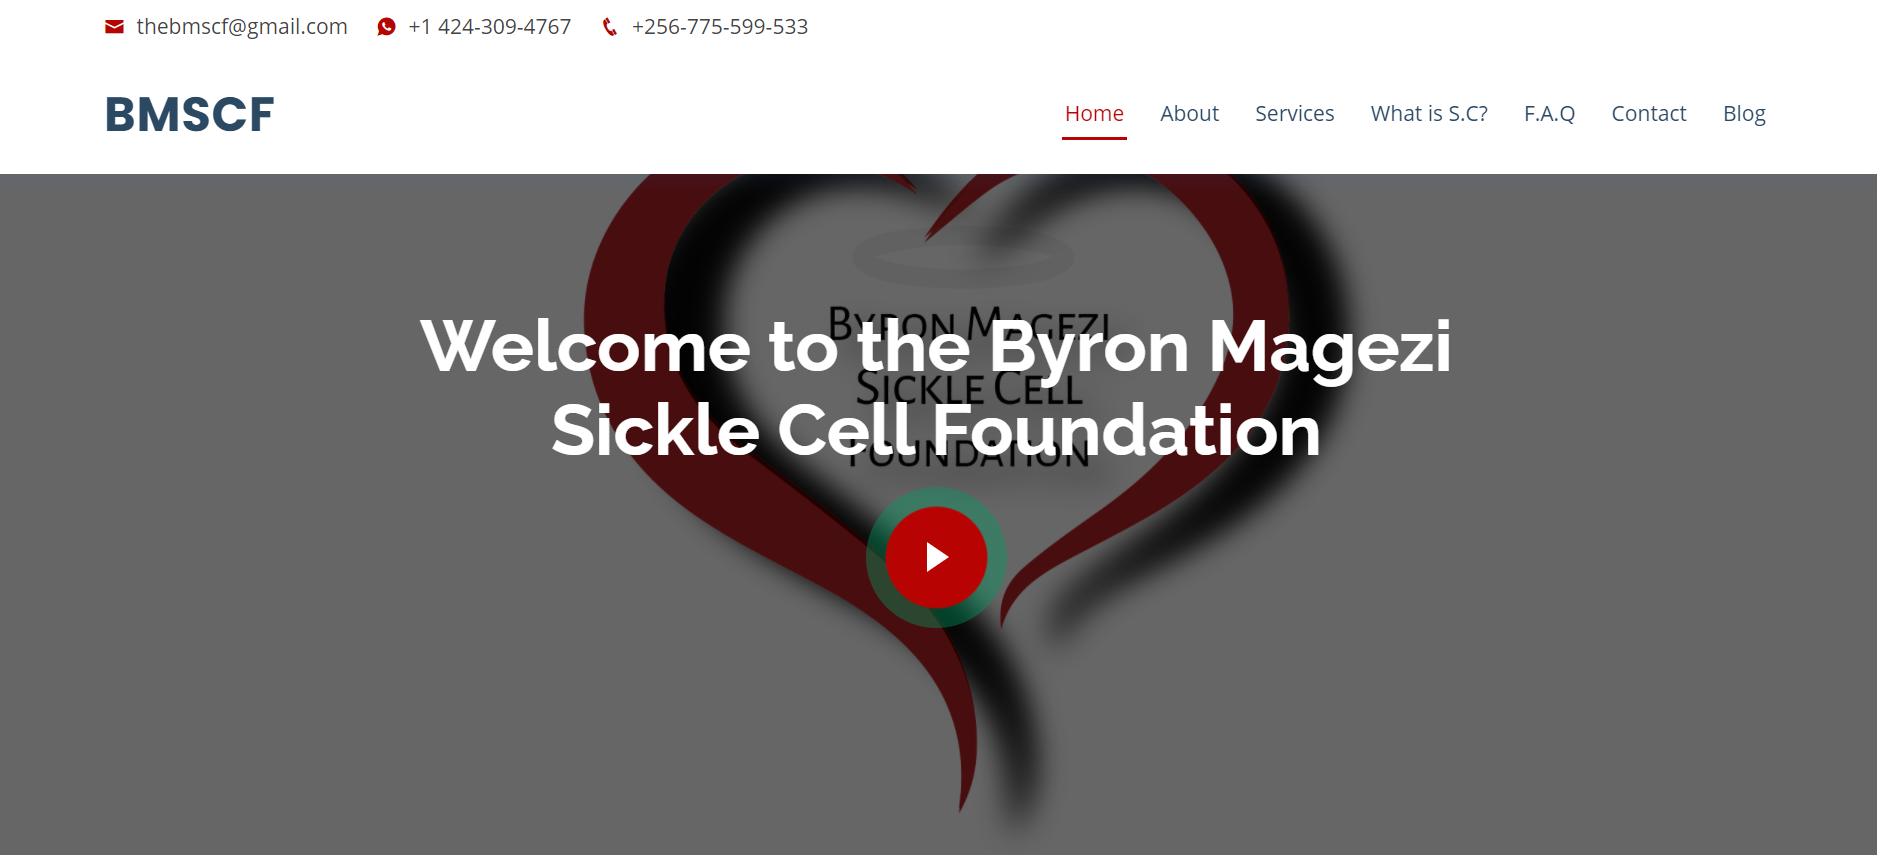 thebmscf@gmail.com +1 424-309-4767 +256-775-599-533
BMSCF
Home About Services What is S.C? F.A.Q Contact Blog
Byron Magezi
Sickle Cell
Foundation
Welcome to the Byron Magezi
Sickle Cell Foundation